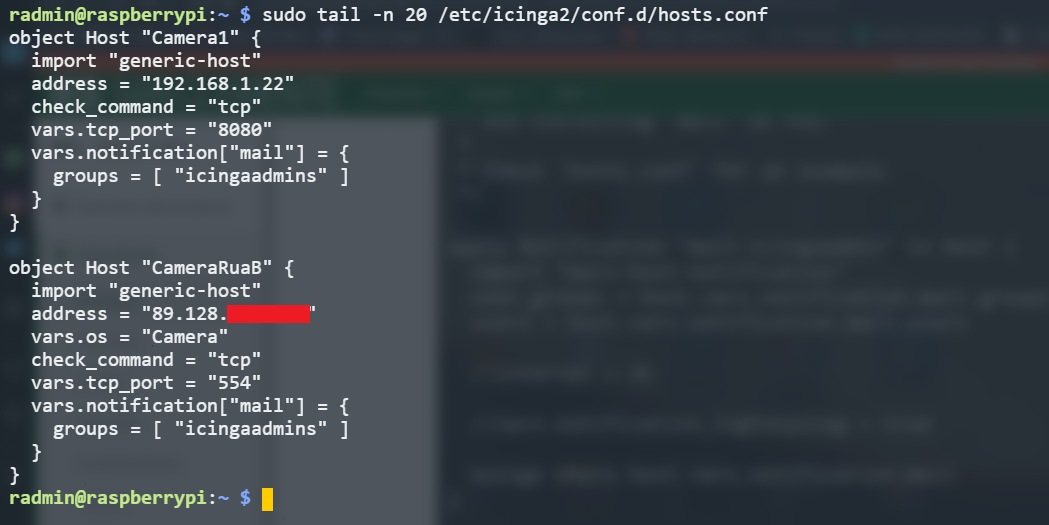 radmin@raspberrypi:~ $ sudo tail -n 20 /etc/icinga2/conf.d/hosts.conf
object Host "Camera1" {
  import "generic-host"
  address = "192.168.1.22"
  check_command = "tcp"
  vars.tcp_port = "8080"
  vars.notification["mail"] = {
    groups = [ "icingaadmins" ]
  }
}

object Host "CameraRuaB" {
  import "generic-host"
  address = "89.128."
  vars.os = "Camera"
  check_command = "tcp"
  vars.tcp_port = "554"
  vars.notification["mail"] = {
    groups = [ "icingaadmins" ]
  }
}
radmin@raspberrypi:~ $